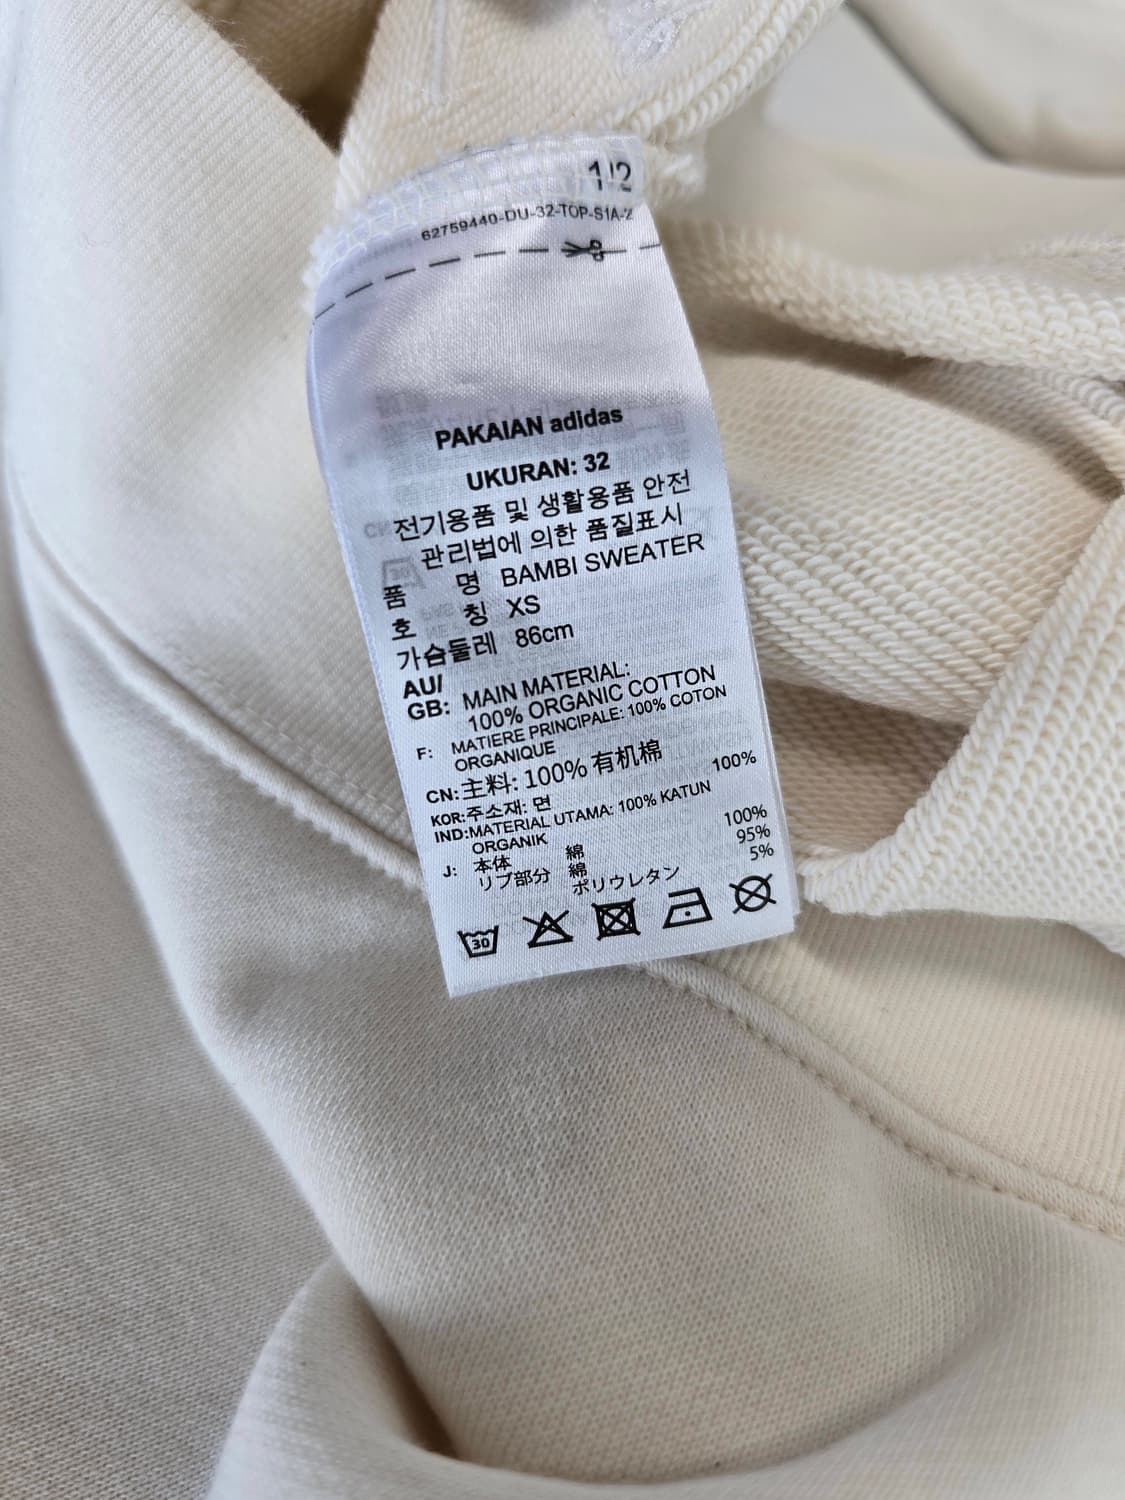 1/2
62759440-DU-32-TOP-S1A-2
PAKAIAN adidas
UKURAN: 32
전기용품 및 생활용품 안전
관리법에 의한 품질표시
품 명 BAMBI SWEATER
호 칭 XS
가슴둘레 86cm
AU/
GB: MAIN MATERIAL:
100% ORGANIC COTTON
F: MATIERE PRINCIPALE: 100% COTON
ORGANIQUE
CN: 主料: 100% 有机棉
KOR: 주소재: 면 100%
IND: MATERIAL UTAMA: 100% KATUN
ORGANIK
J: 本体 綿 100%
リブ部分 綿 95%
ポリウレタン 5%
30